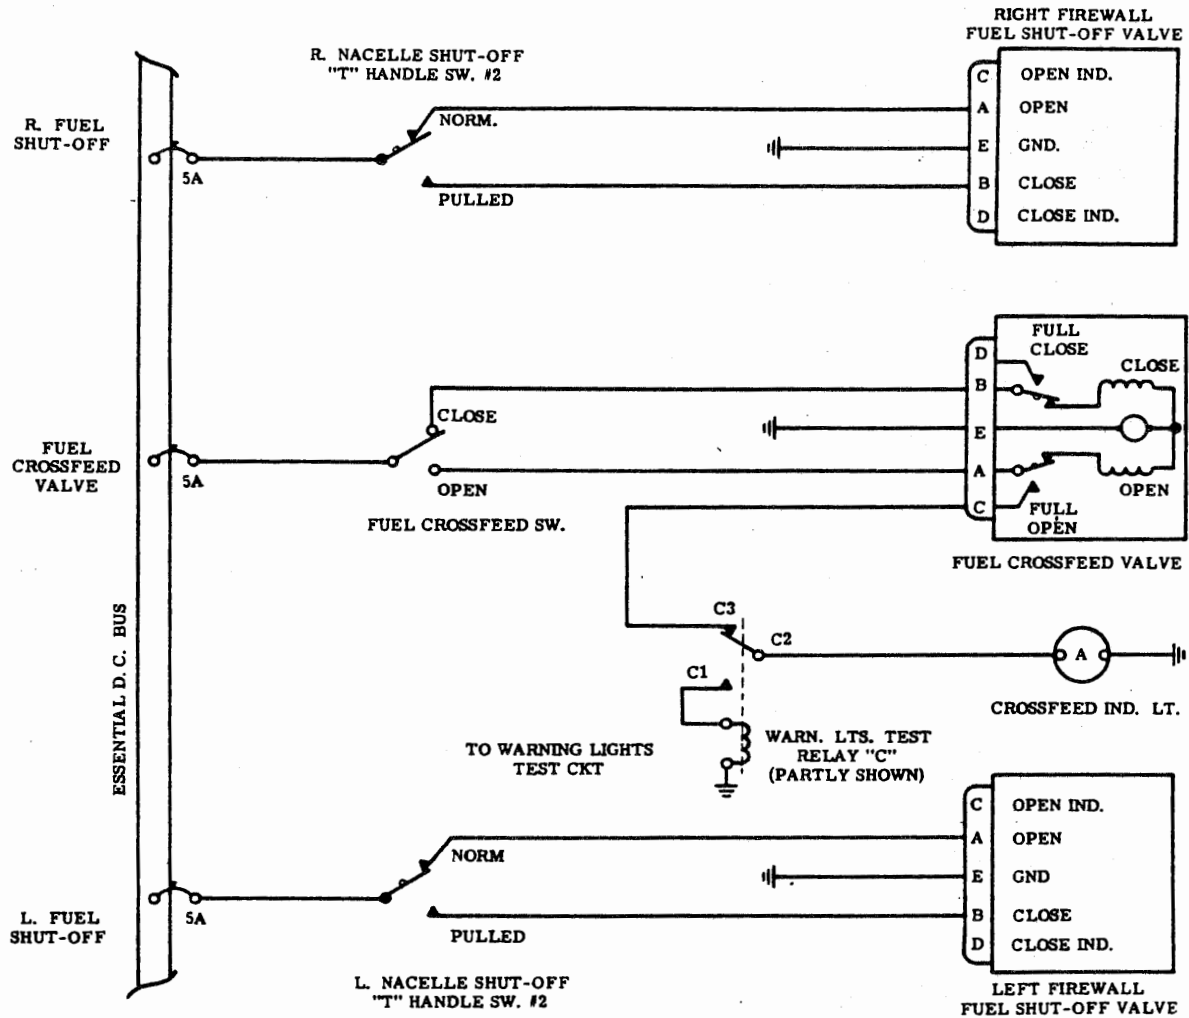 RIGHT FIREWALL
FUEL SHUT-OFF VALVE
R. NACELLE SHUT-OFF
"T" HANDLE SW. #2
R. FUEL
SHUT-OFF
5A
NORM.
PULLED
C OPEN IND.
A OPEN
E GND.
B CLOSE
D CLOSE IND.
FUEL
CROSSFEED
VALVE
5A
CLOSE
OPEN
FUEL CROSSFEED SW.
D
B
E
A
C
FULL
CLOSE
CLOSE
OPEN
FULL
OPEN
FUEL CROSSFEED VALVE
ESSENTIAL D.C. BUS
C3
C2
C1
A
CROSSFEED IND. LT.
TO WARNING LIGHTS
TEST CKT
WARN. LTS. TEST
RELAY "C"
(PARTLY SHOWN)
L. FUEL
SHUT-OFF
5A
NORM
PULLED
L. NACELLE SHUT-OFF
"T" HANDLE SW. #2
C OPEN IND.
A OPEN
E GND
B CLOSE
D CLOSE IND.
LEFT FIREWALL
FUEL SHUT-OFF VALVE